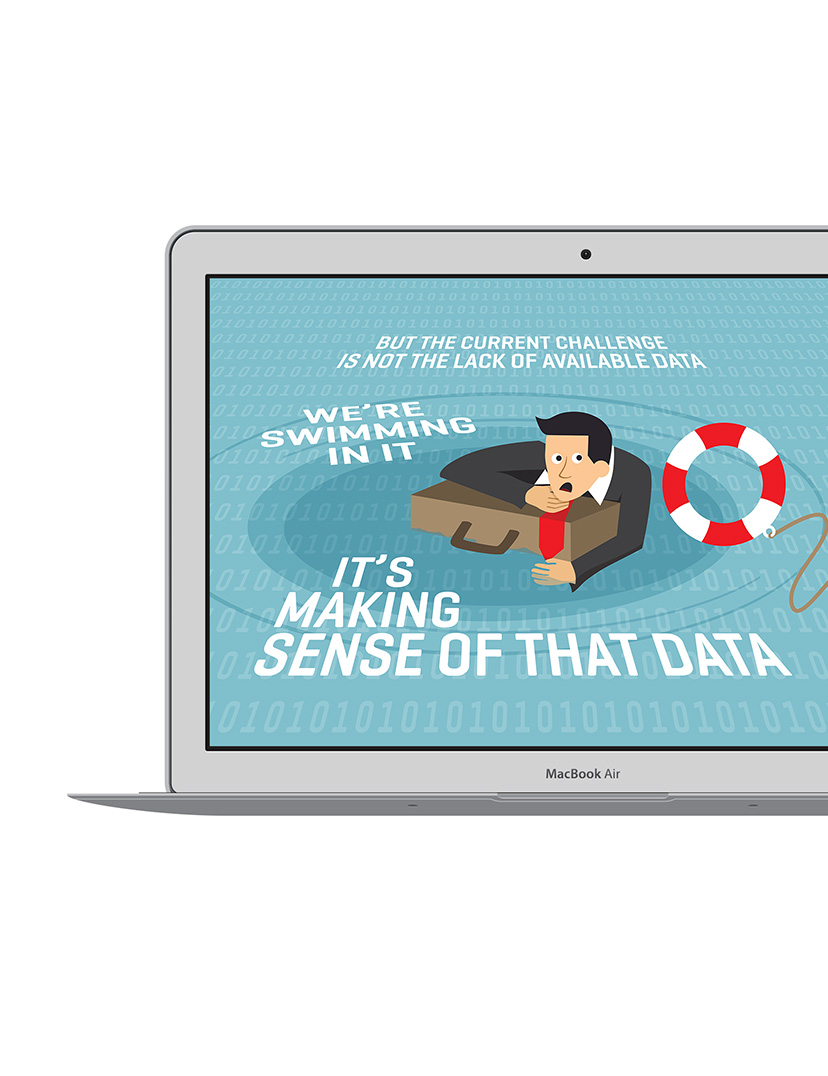 BUT THE CURRENT CHALLENGE
IS NOT THE LACK OF AVAILABLE DATA
WE'RE
SWIMMING
IN IT
IT'S
MAKING
SENSE OF THAT DATA
MacBook Air